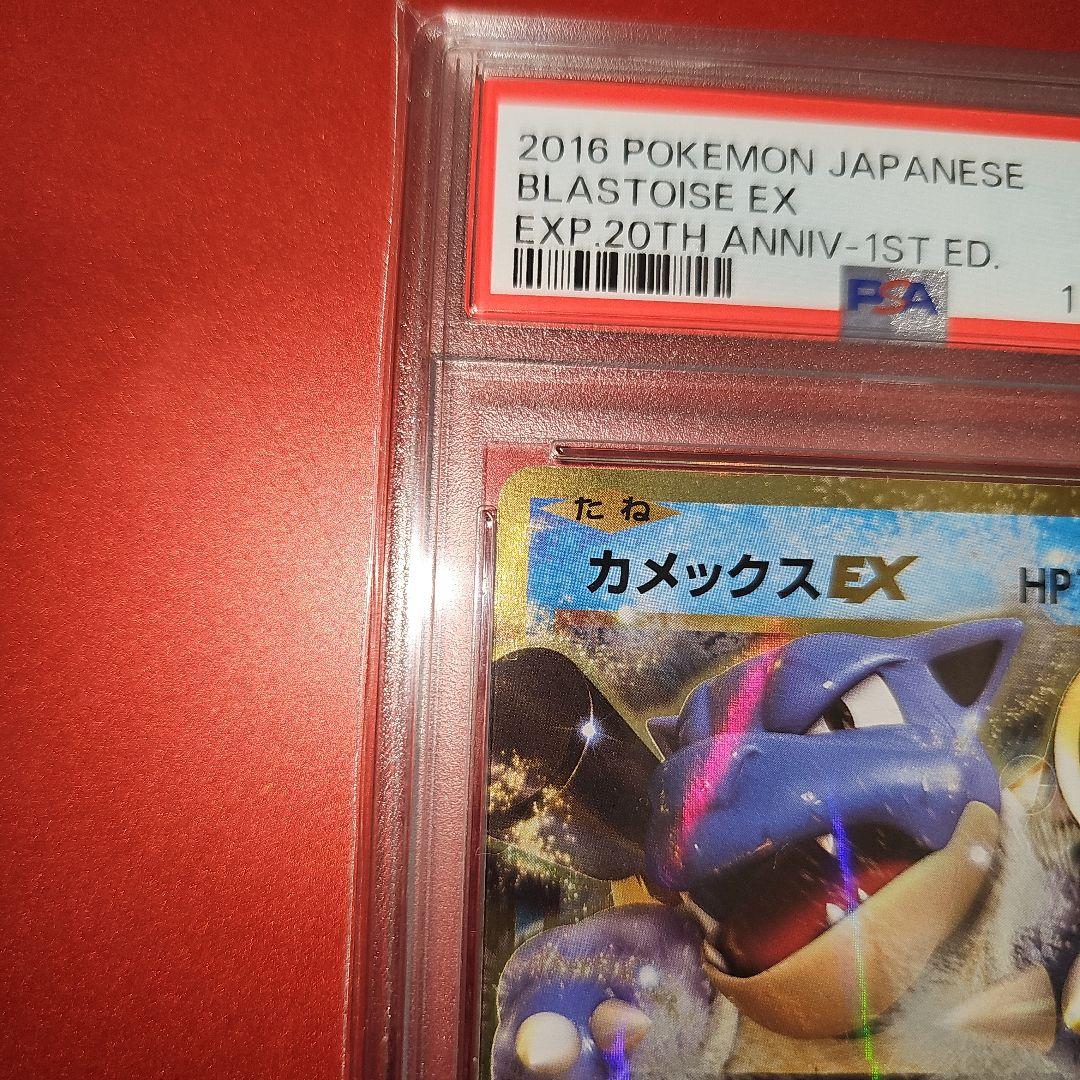 2016 POKEMON JAPANESE
BLASTOISE EX
EXP.20TH ANNIV-1ST ED.
PSA
たね
カメックスEX
HP